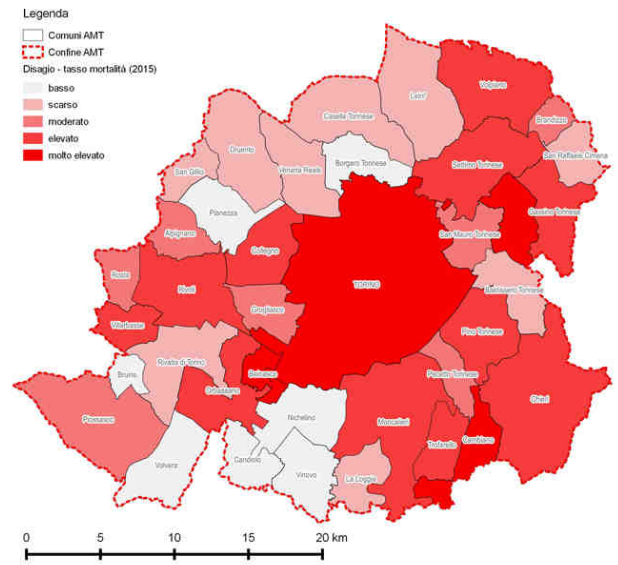 Legenda
Comuni AMT
Confine AMT
Disagio - tasso mortalità (2015)
basso
scarso
moderato
elevato
molto elevato
Leinì
Volpiano
Caselle Torinese
Brandizzo
Druento
Borgaro Torinese
Settimo Torinese
San Raffaele Cimena
San Gillio
Venaria Reale
Pianezza
Gassino Torinese
Alpignano
San Mauro Torinese
Collegno
Rosta
Rivoli
TORINO
Baldissero Torinese
Grugliasco
Villarbasse
Pino Torinese
Rivalta di Torino
Bruino
Beinasco
Pecetto Torinese
Orbassano
Chieri
Piossasco
Nichelino
Moncalieri
Trofarello
Cambiano
Volvera
Candiolo
Vinovo
La Loggia
0 5 10 15 20 km